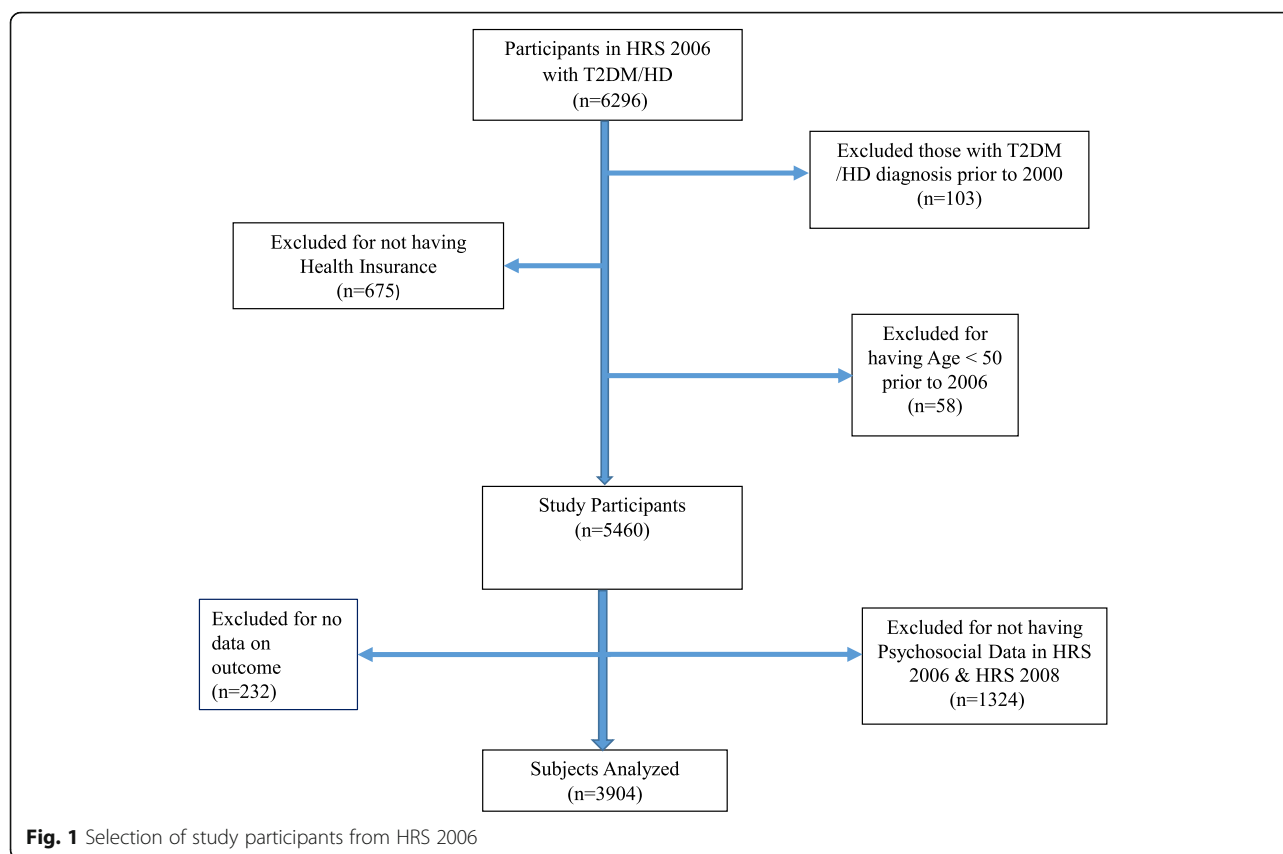 Participants in HRS 2006
with T2DM/HD
(n=6296)
Excluded those with T2DM
/HD diagnosis prior to 2000
(n=103)
Excluded for not having
Health Insurance
(n=675)
Excluded for
having Age < 50
prior to 2006
(n=58)
Study Participants
(n=5460)
Excluded for no
data on
outcome
(n=232)
Excluded for not having
Psychosocial Data in HRS
2006 & HRS 2008
(n=1324)
Subjects Analyzed
(n=3904)
Fig. 1 Selection of study participants from HRS 2006